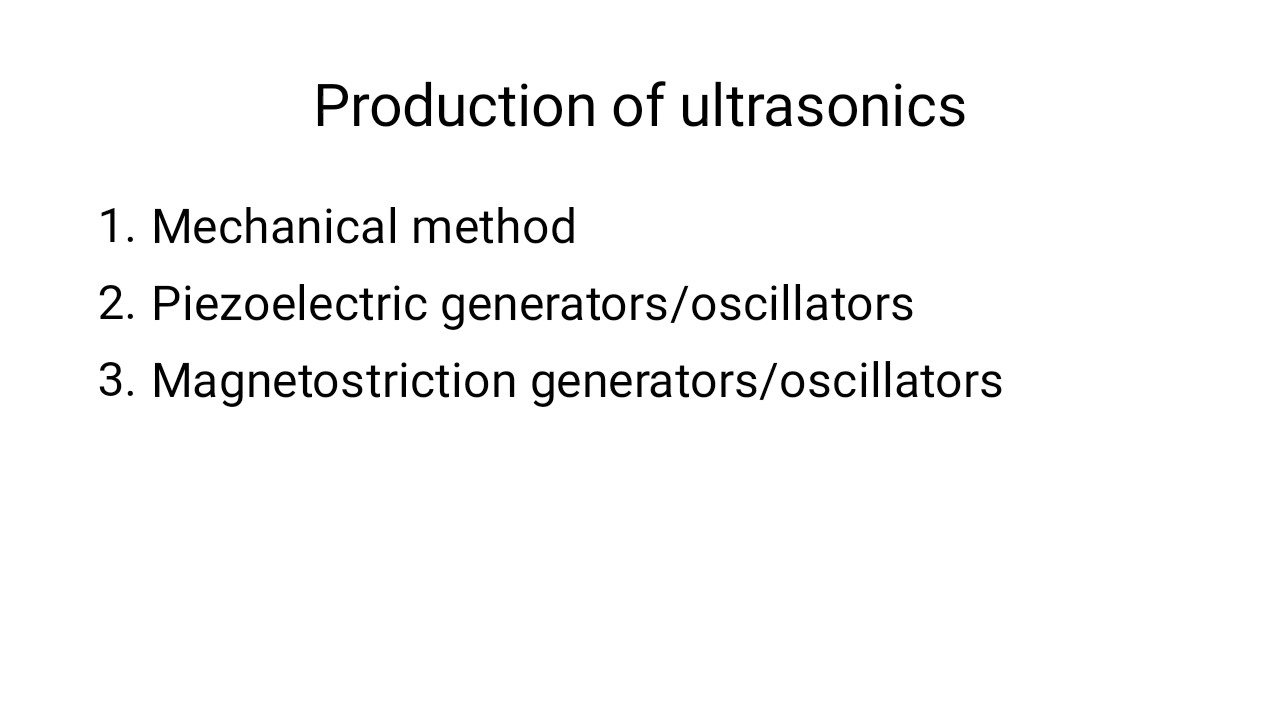 Production of ultrasonics
1. Mechanical method
2. Piezoelectric generators/oscillators
3. Magnetostriction generators/oscillators